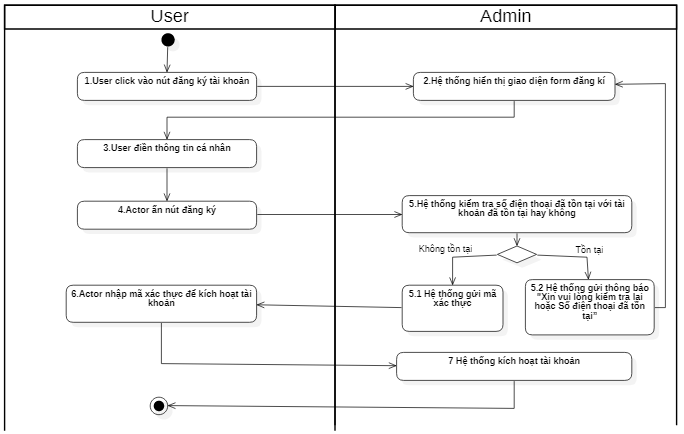 User
Admin
1.User click vào nút đăng ký tài khoản
2.Hệ thống hiển thị giao diện form đăng kí
3.User điền thông tin cá nhân
4.Actor ấn nút đăng ký
5.Hệ thống kiểm tra số điện thoại đã tồn tại với tài
khoản đã tồn tại hay không
Không tồn tại
Tồn tại
6.Actor nhập mã xác thực để kích hoạt tài
khoản
5.1 Hệ thống gửi mã
xác thực
5.2 Hệ thống gửi thông báo
"Xin vui lòng kiểm tra lại
hoặc Số điện thoại đã tồn
tại"
7 Hệ thống kích hoạt tài khoản